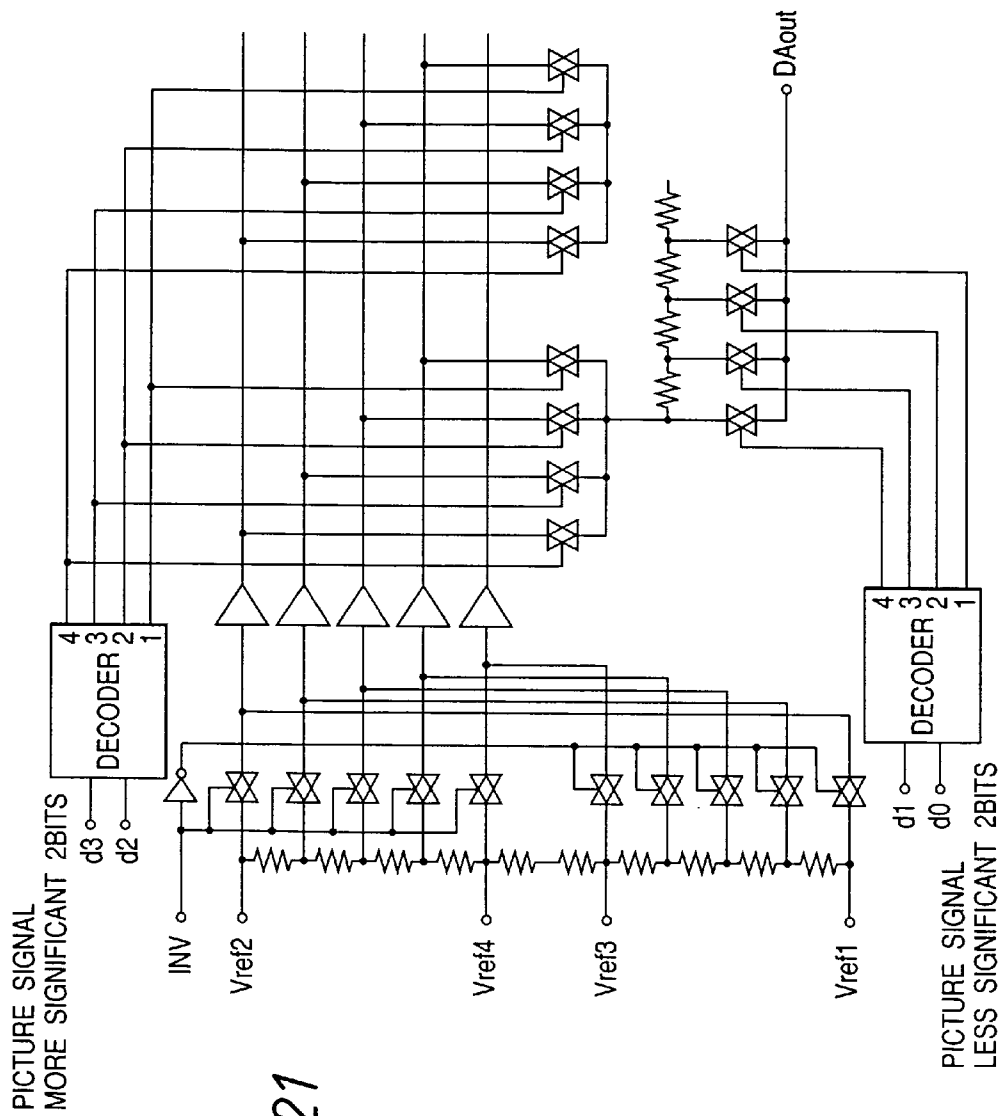 PICTURE SIGNAL
MORE SIGNIFICANT 2BITS
d3
d2
DECODER
4
3
2
1
INV
Vref2
Vref4
Vref3
Vref1
21
DAout
PICTURE SIGNAL
LESS SIGNIFICANT 2BITS
d1
d0
DECODER
4
3
2
1